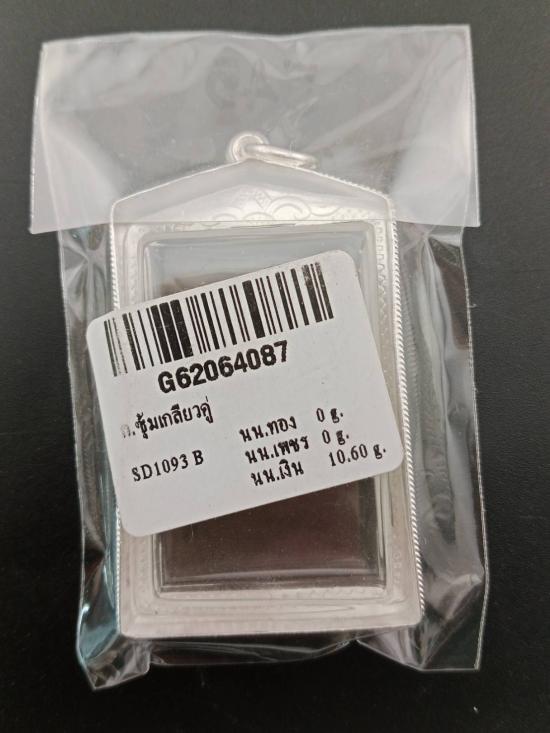 G62064087
ก.ซุ้มเกลียวคู่
SD1093 B
นน.ทอง 0 g.
นน.เพชร 0 g.
นน.เงิน 10.60 g.